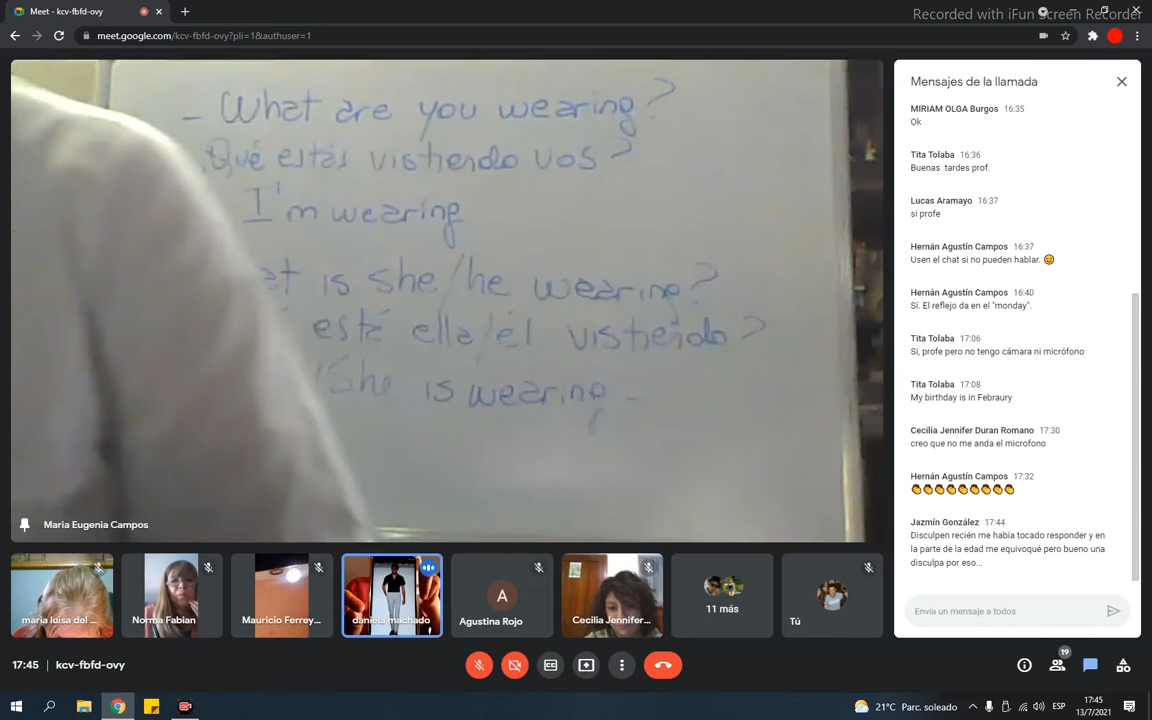 Meet - kcv-fbfd-ovy
Recorded with iFun Screen Recorder
meet.google.com/kcv-fbfd-ovy?pli=1&authuser=1
- What are you wearing?
¿Qué estás vistiendo vos?
I'm wearing
is she/he wearing?
está ella/él vistiendo?
She is wearing -
Maria Eugenia Campos
maria luisa del ...
Norma Fabian
Mauricio Ferrey...
daniela machado
A
Agustina Rojo
Cecilia Jennifer...
11 más
Tú
Mensajes de la llamada
MIRIAM OLGA Burgos 16:35
Ok
Tita Tolaba 16:36
Buenas tardes prof.
Lucas Aramayo 16:37
si profe
Hernán Agustín Campos 16:37
Usen el chat si no pueden hablar. 😊
Hernán Agustín Campos 16:40
Sí. El reflejo da en el "monday".
Tita Tolaba 17:06
Si, profe pero no tengo cámara ni micrófono
Tita Tolaba 17:08
My birthday is in Febraury
Cecilia Jennifer Duran Romano 17:30
creo que no me anda el microfono
Hernán Agustín Campos 17:32
👏👏👏👏👏👏👏👏👏
Jazmín González 17:44
Disculpen recién me había tocado responder y en
la parte de la edad me equivoqué pero bueno una
disculpa por eso...
Envía un mensaje a todos
17:45 | kcv-fbfd-ovy
19
21°C Parc. soleado
ESP
17:45
13/7/2021